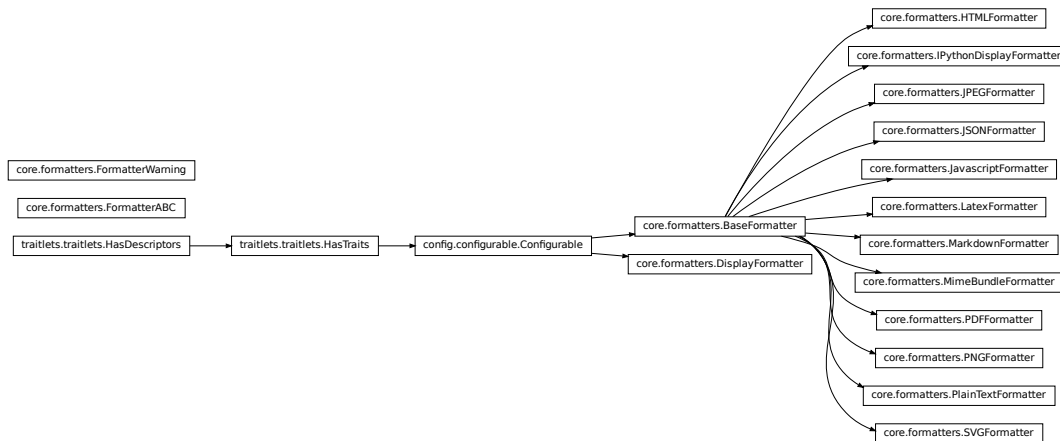 core.formatters.HTMLFormatter
core.formatters.IPythonDisplayFormatter
core.formatters.JPEGFormatter
core.formatters.JSONFormatter
core.formatters.FormatterWarning
core.formatters.JavascriptFormatter
core.formatters.FormatterABC
core.formatters.LatexFormatter
core.formatters.BaseFormatter
traitlets.traitlets.HasDescriptors
traitlets.traitlets.HasTraits
config.configurable.Configurable
core.formatters.MarkdownFormatter
core.formatters.DisplayFormatter
core.formatters.MimeBundleFormatter
core.formatters.PDFFormatter
core.formatters.PNGFormatter
core.formatters.PlainTextFormatter
core.formatters.SVGFormatter